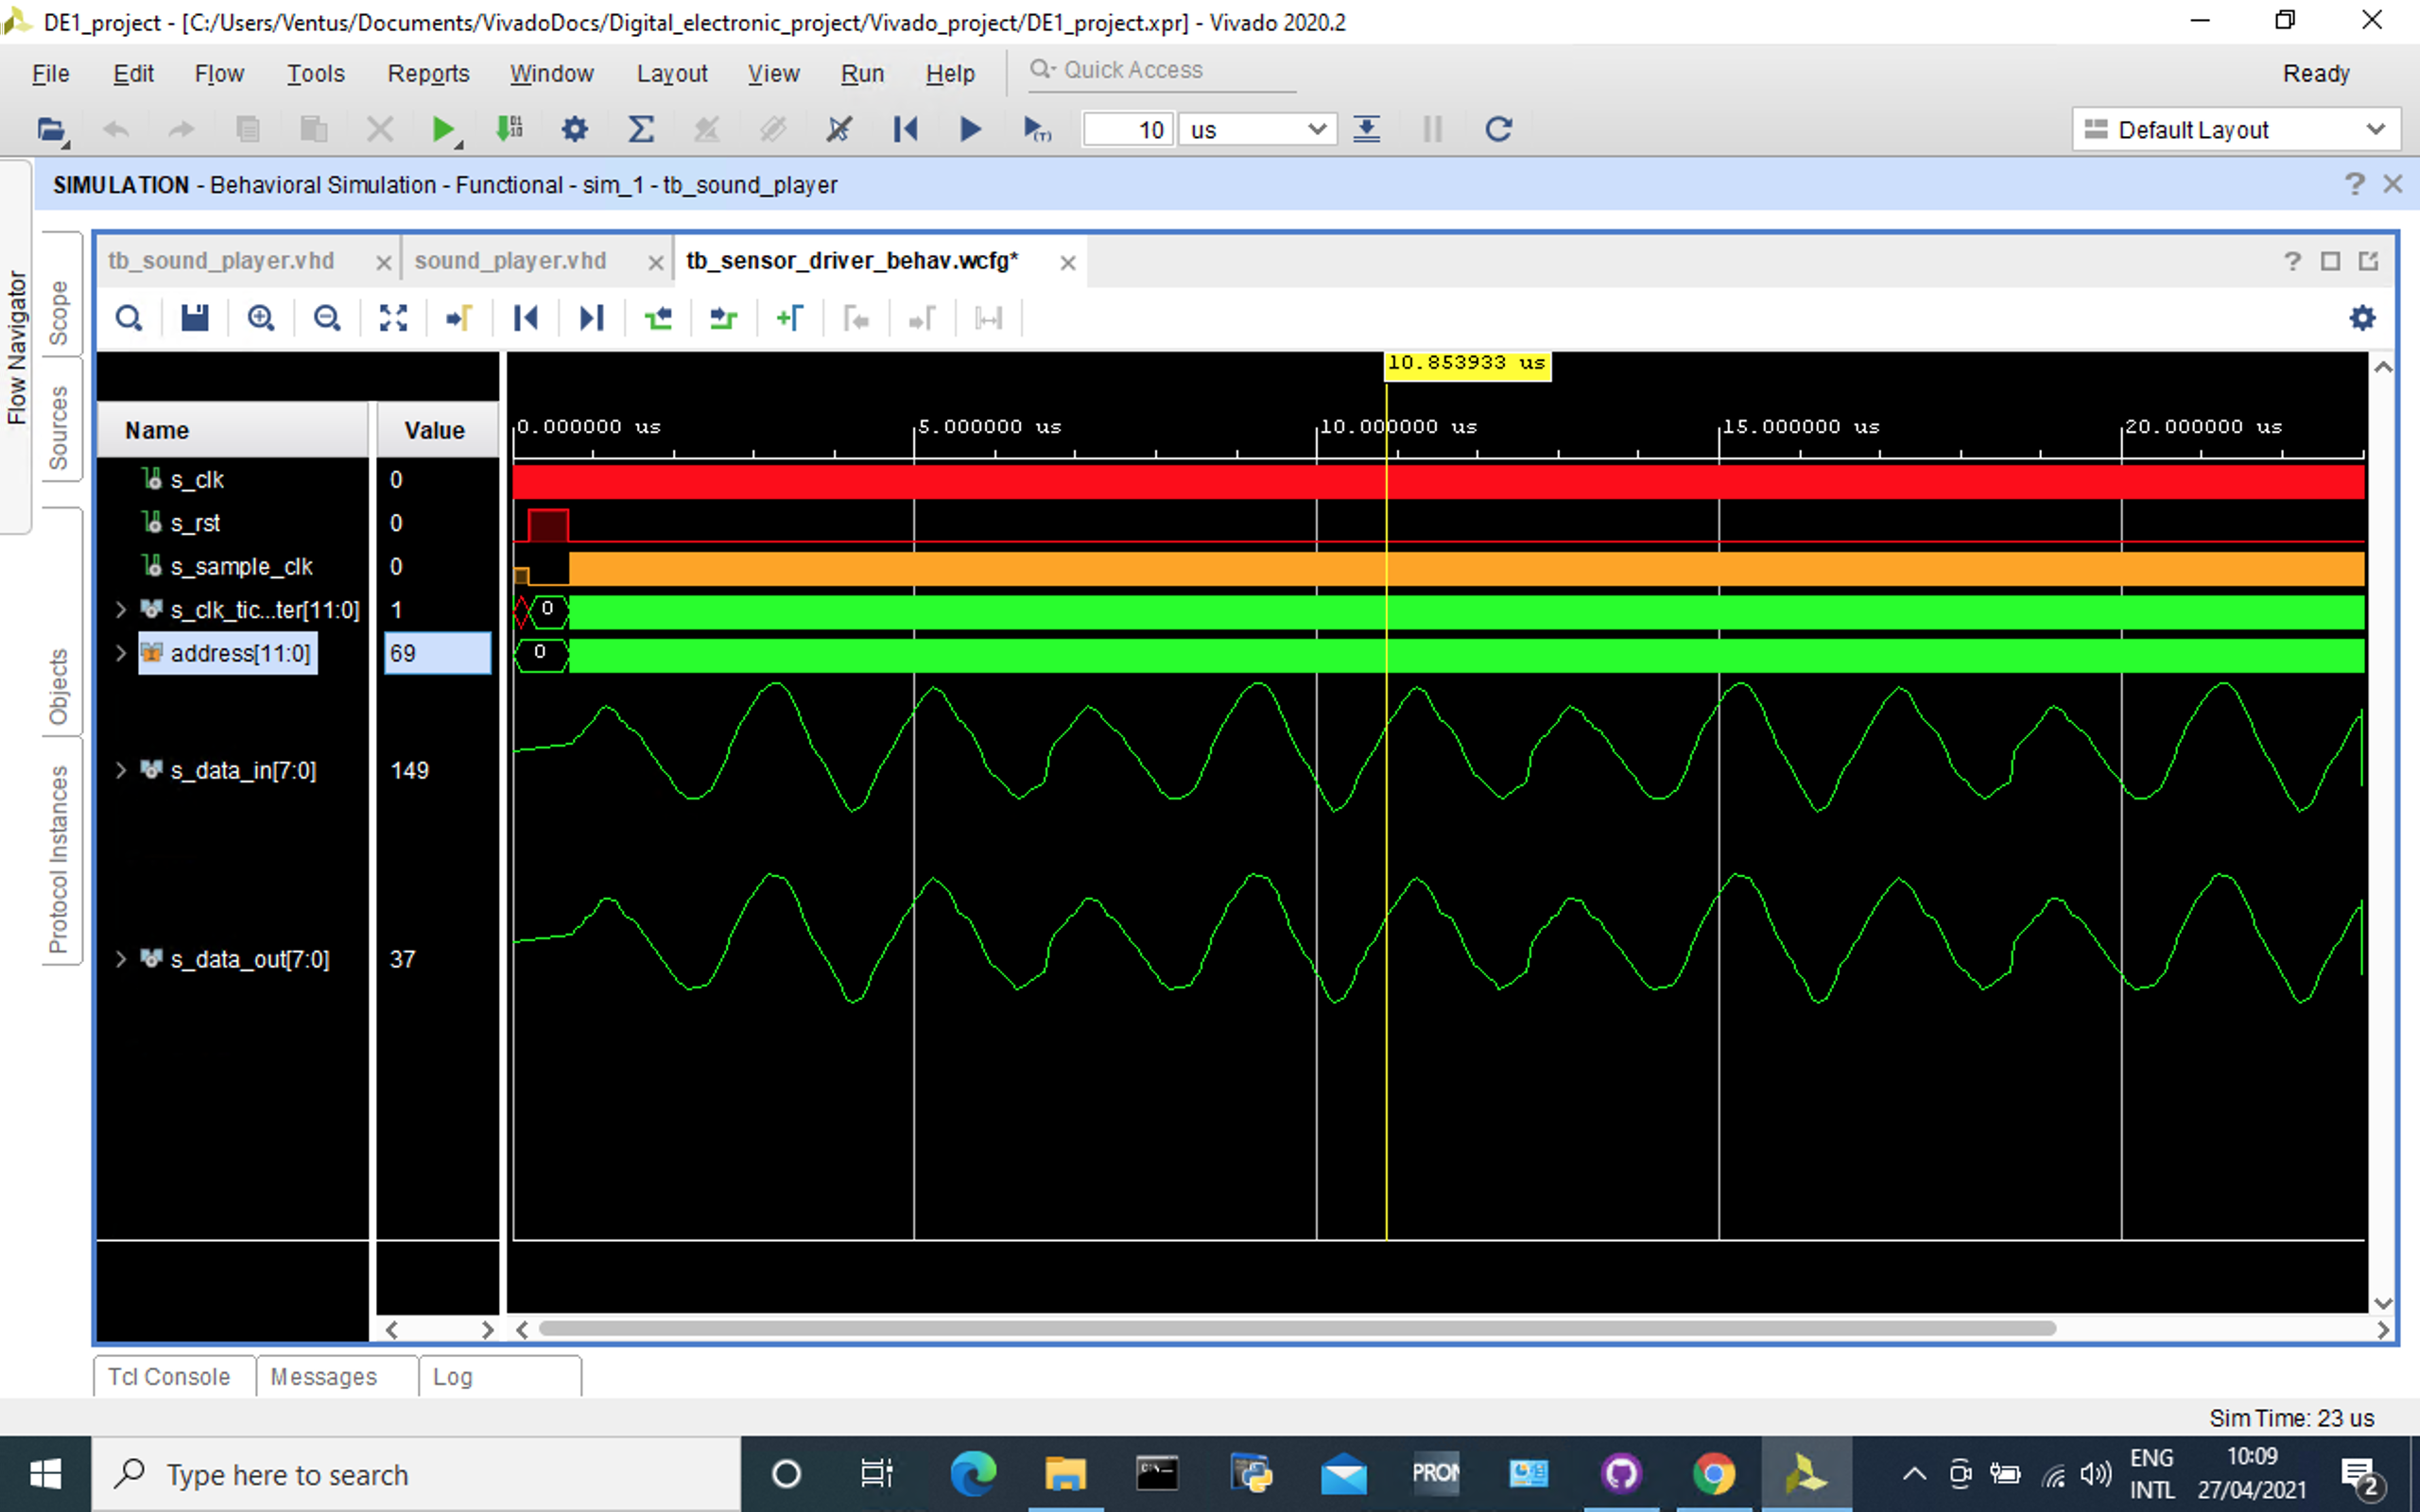 DE1_project - [C:/Users/Ventus/Documents/VivadoDocs/Digital_electronic_project/Vivado_project/DE1_project.xpr] - Vivado 2020.2
File Edit Flow Tools Reports Window Layout View Run Help Quick Access Ready
10 us Default Layout
SIMULATION - Behavioral Simulation - Functional - sim_1 - tb_sound_player
Flow Navigator
Scope
Sources
Objects
Protocol Instances
tb_sound_player.vhd sound_player.vhd tb_sensor_driver_behav.wcfg*
10.853933 us
Name Value 0.000000 us 5.000000 us 10.000000 us 15.000000 us 20.000000 us
s_clk 0
s_rst 0
s_sample_clk 0
s_clk_tic...ter[11:0] 1 0
address[11:0] 69 0
s_data_in[7:0] 149
s_data_out[7:0] 37
Tcl Console Messages Log
Sim Time: 23 us
Type here to search
PRON
ENG
INTL
10:09
27/04/2021
2